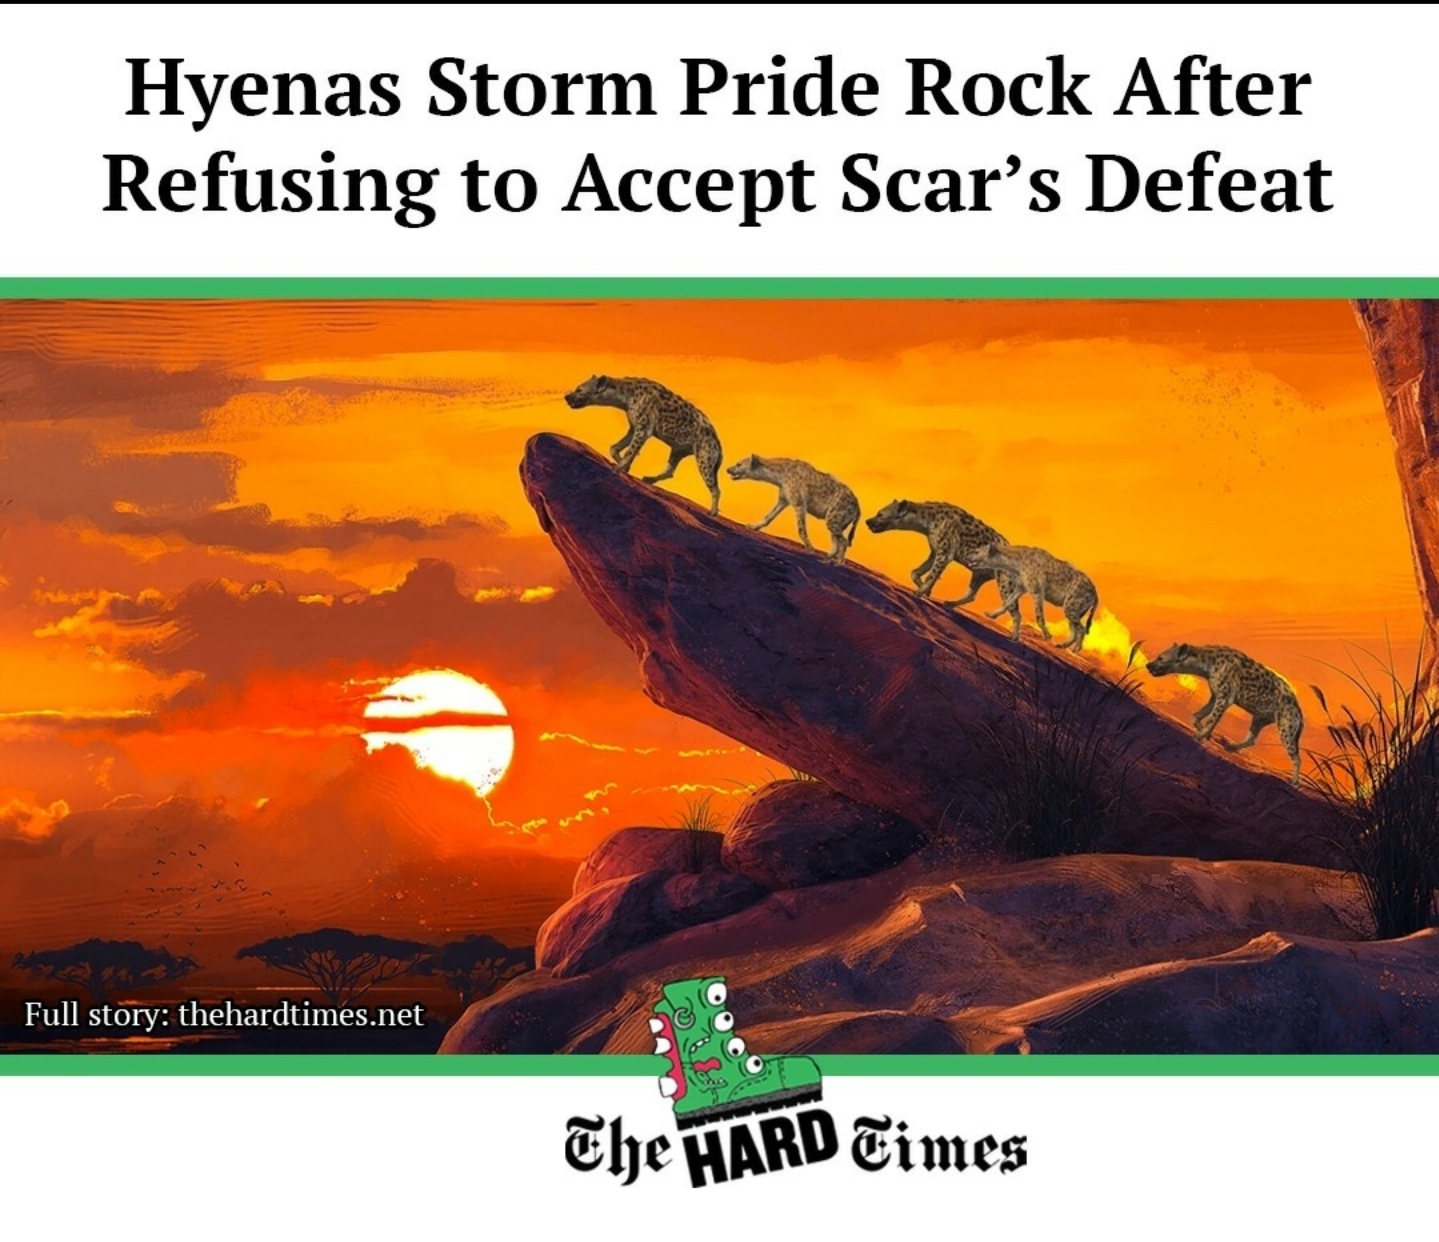 Hyenas Storm Pride Rock After
Refusing to Accept Scar’s Defeat
Full story: thehardtimes.net
The HARD Times